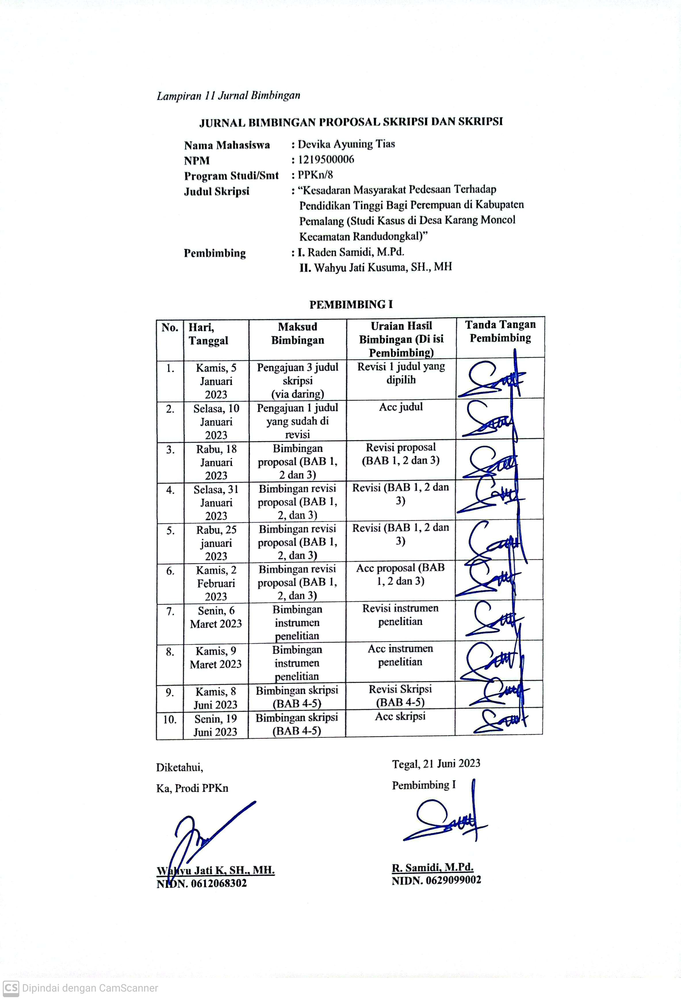 Lampiran 11 Jurnal Bimbingan
JURNAL BIMBINGAN PROPOSAL SKRIPSI DAN SKRIPSI
Nama Mahasiswa : Devika Ayuning Tias
NPM : 1219500006
Program Studi/Smt : PPKn/8
Judul Skripsi : “Kesadaran Masyarakat Pedesaan Terhadap
Pendidikan Tinggi Bagi Perempuan di Kabupaten
Pemalang (Studi Kasus di Desa Karang Moncol
Kecamatan Randudongkal)”
Pembimbing : I. Raden Samidi, M.Pd.
II. Wahyu Jati Kusuma, SH., MH
PEMBIMBING I
No.
Hari,
Tanggal
Maksud
Bimbingan
Uraian Hasil
Bimbingan (Di isi
Pembimbing)
Tanda Tangan
Pembimbing
1.
Kamis, 5
Januari
2023
Pengajuan 3 judul
skripsi
(via daring)
Revisi 1 judul yang
dipilih
2.
Selasa, 10
Januari
2023
Pengajuan 1 judul
yang sudah di
revisi
Acc judul
3.
Rabu, 18
Januari
2023
Bimbingan
proposal (BAB 1,
2 dan 3)
Revisi proposal
(BAB 1, 2 dan 3)
4.
Selasa, 31
Januari
2023
Bimbingan revisi
proposal (BAB 1,
2, dan 3)
Revisi (BAB 1, 2 dan
3)
5.
Rabu, 25
januari
2023
Bimbingan revisi
proposal (BAB 1,
2, dan 3)
Revisi (BAB 1, 2 dan
3)
6.
Kamis, 2
Februari
2023
Bimbingan revisi
proposal (BAB 1,
2, dan 3)
Acc proposal (BAB
1, 2 dan 3)
7.
Senin, 6
Maret 2023
Bimbingan
instrumen
penelitian
Revisi instrumen
penelitian
8.
Kamis, 9
Maret 2023
Bimbingan
instrumen
penelitian
Acc instrumen
penelitian
9.
Kamis, 8
Juni 2023
Bimbingan skripsi
(BAB 4-5)
Revisi Skripsi
(BAB 4-5)
10.
Senin, 19
Juni 2023
Bimbingan skripsi
(BAB 4-5)
Acc skripsi
Diketahui,
Ka, Prodi PPKn
Wahyu Jati K, SH., MH.
NIDN. 0612068302
Tegal, 21 Juni 2023
Pembimbing I
R. Samidi, M.Pd.
NIDN. 0629099002
CS Dipindai dengan CamScanner